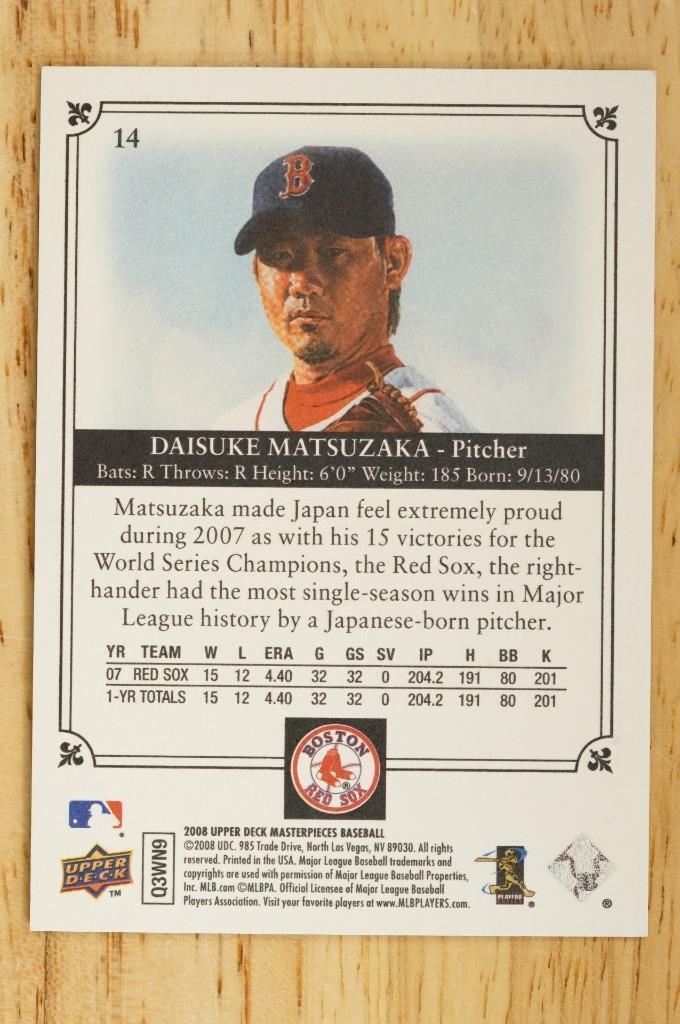 14
B
DAISUKE MATSUZAKA - Pitcher
Bats: R Throws: R Height: 6'0" Weight: 185 Born: 9/13/80
Matsuzaka made Japan feel extremely proud
during 2007 as with his 15 victories for the
World Series Champions, the Red Sox, the right-
hander had the most single-season wins in Major
League history by a Japanese-born pitcher.
YR TEAM W L ERA G GS SV IP H BB K
07 RED SOX 15 12 4.40 32 32 0 204.2 191 80 201
1-YR TOTALS 15 12 4.40 32 32 0 204.2 191 80 201
BOSTON
RED SOX ®
2008 UPPER DECK MASTERPIECES BASEBALL
©2008 UDC. 985 Trade Drive, North Las Vegas, NV 89030. All rights
reserved. Printed in the USA. Major League Baseball trademarks and
copyrights are used with permission of Major League Baseball Properties,
Inc. MLB.com ©MLBPA. Official Licensee of Major League Baseball
Players Association. Visit your favorite players at www.MLBPLAYERS.com.
UPPER
DECK
TM
Q3WN9
PLAYERS
®
®